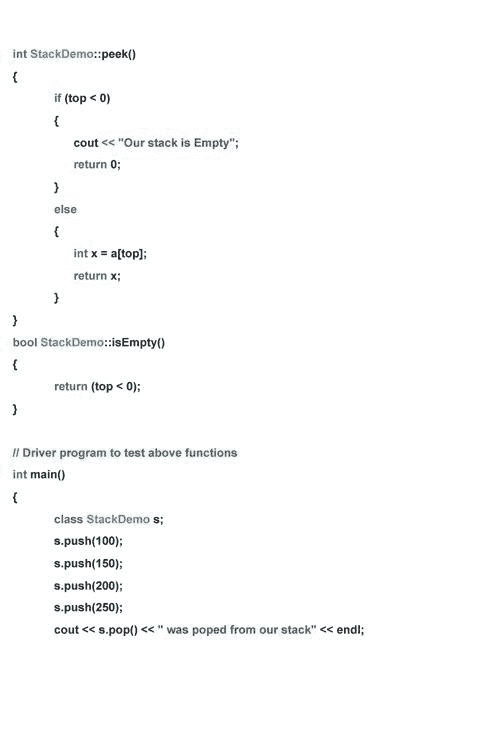 int StackDemo::peek()
{
if (top < 0)
{
cout << "Our stack is Empty";
return 0;
}
else
{
int x = a[top];
return x;
}
}
bool StackDemo::isEmpty()
{
return (top < 0);
}
// Driver program to test above functions
int main()
{
class StackDemo s;
s.push(100);
s.push(150);
s.push(200);
s.push(250);
cout << s.pop() << " was poped from our stack" << endl;